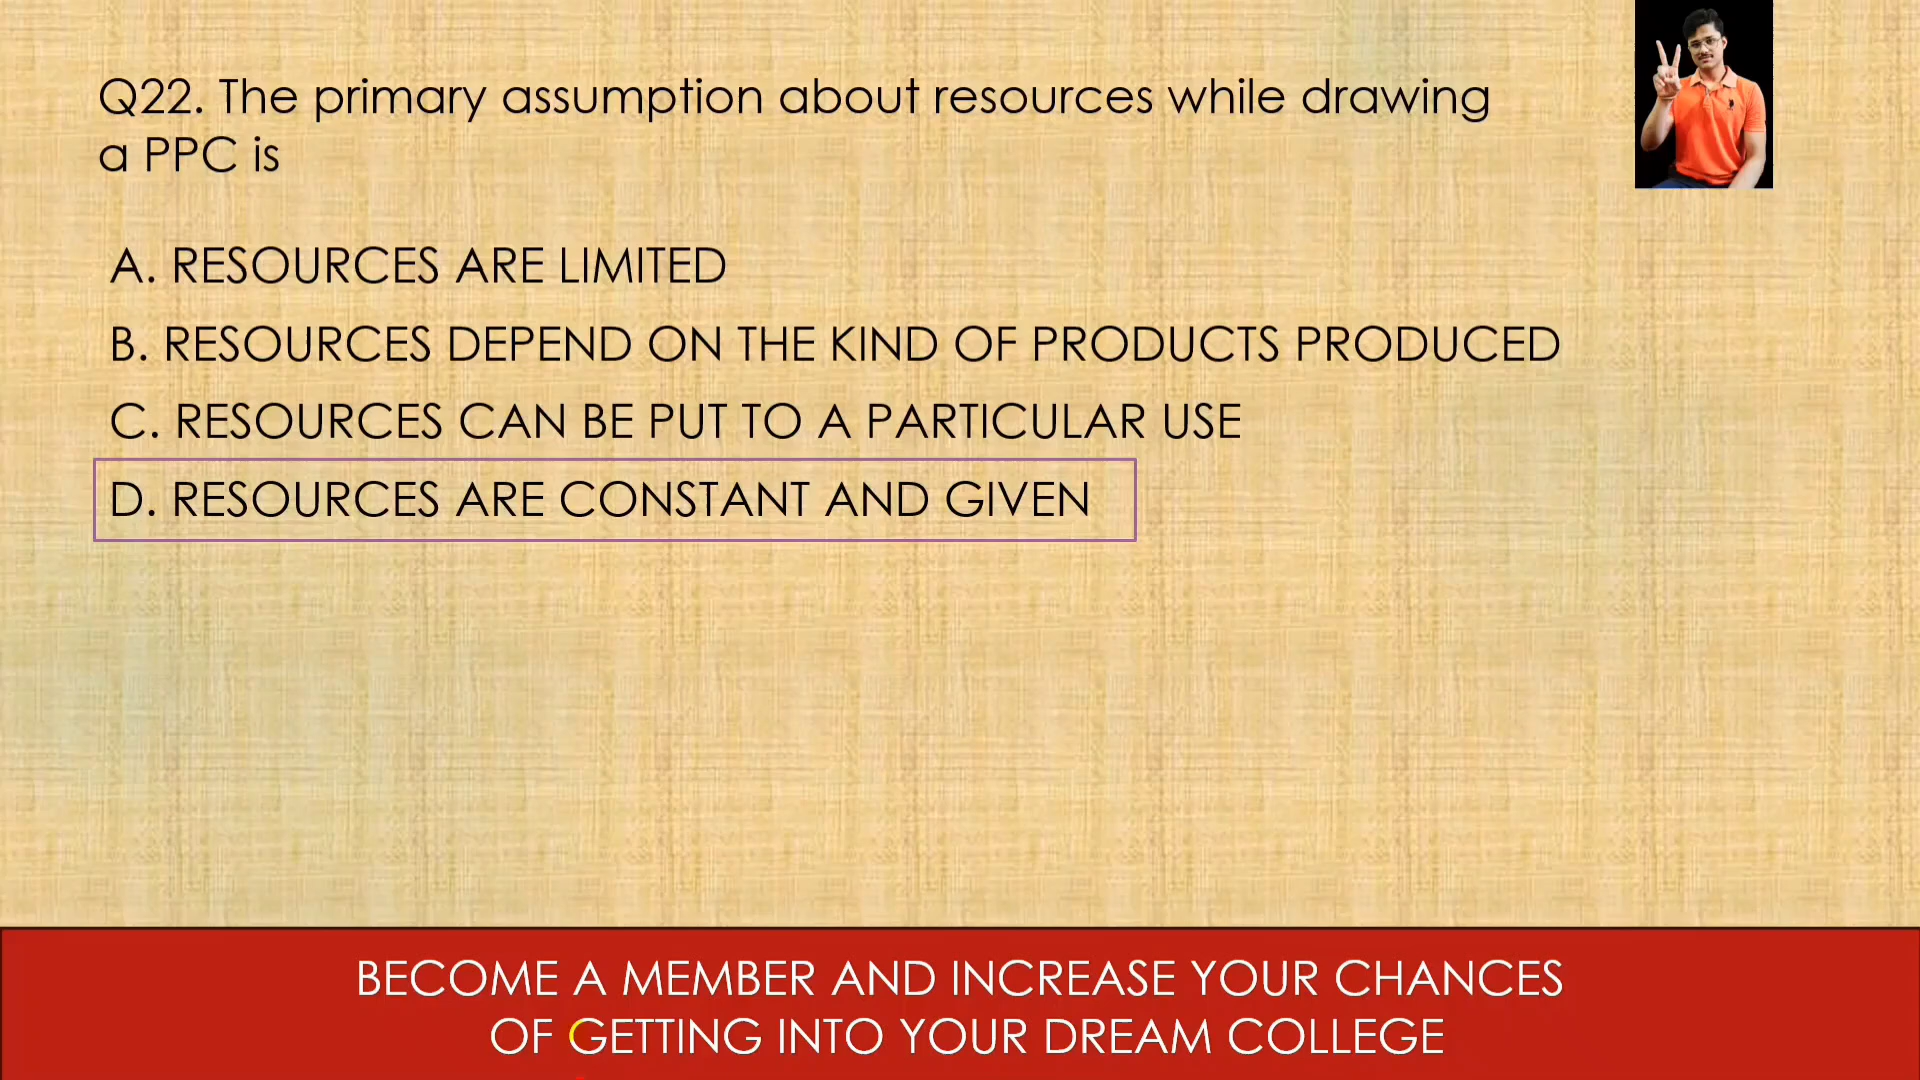 Q22. The primary assumption about resources while drawing
a PPC is
A. RESOURCES ARE LIMITED
B. RESOURCES DEPEND ON THE KIND OF PRODUCTS PRODUCED
C. RESOURCES CAN BE PUT TO A PARTICULAR USE
D. RESOURCES ARE CONSTANT AND GIVEN
BECOME A MEMBER AND INCREASE YOUR CHANCES
OF GETTING INTO YOUR DREAM COLLEGE